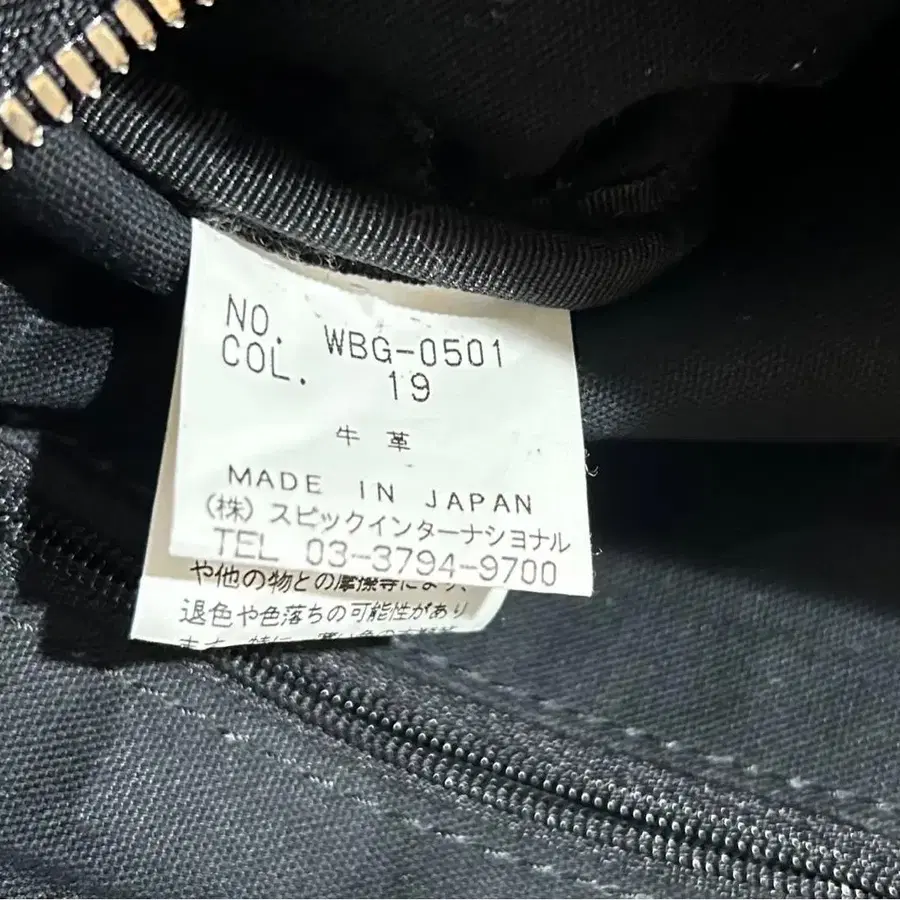 NO. WBG-0501
COL. 19
牛革
MADE IN JAPAN
(株)スピックインターナショナル
TEL 03-3794-9700
や他の物との摩擦等により、
退色や色落ちの可能性があり